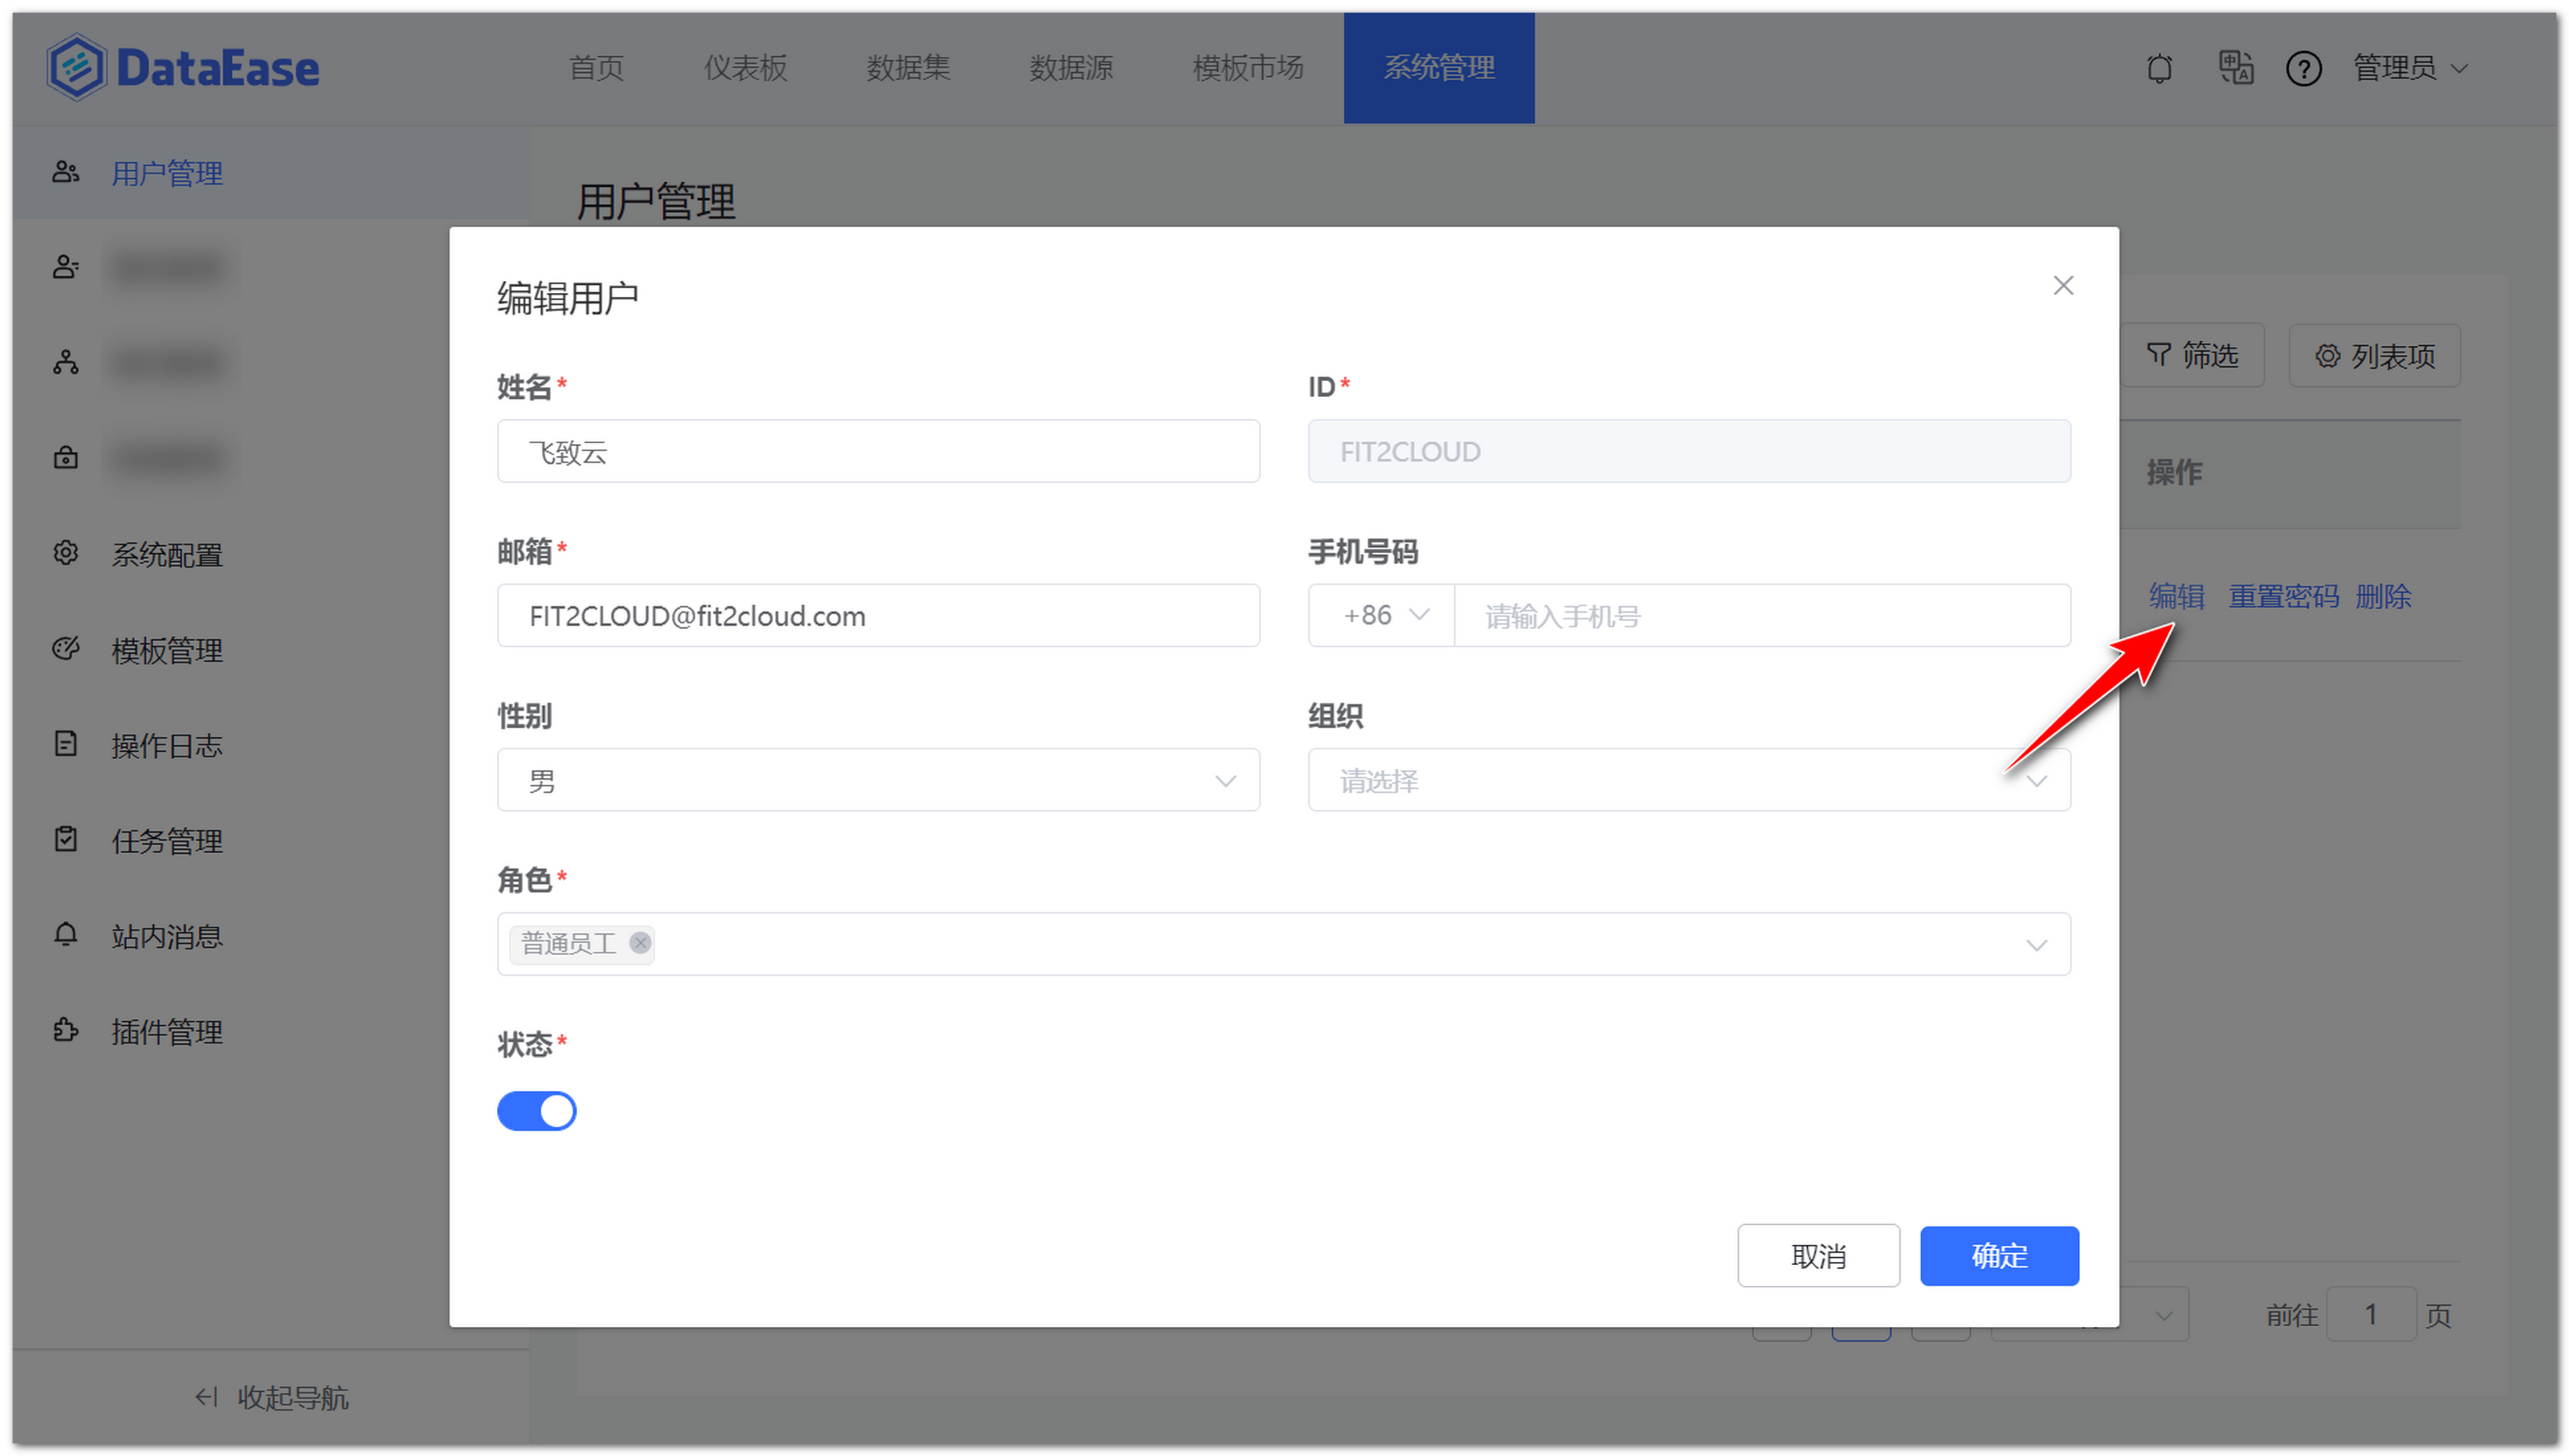 DataEase
首页 仪表板 数据集 数据源 模板市场 系统管理
管理员
用户管理
系统配置
模板管理
操作日志
任务管理
站内消息
插件管理
收起导航
用户管理
筛选 列表项
操作
编辑 重置密码 删除
编辑用户
姓名* ID*
飞致云 FIT2CLOUD
邮箱* 手机号码
FIT2CLOUD@fit2cloud.com +86 请输入手机号
性别 组织
男 请选择
角色*
普通员工
状态*
取消 确定
前往 1 页